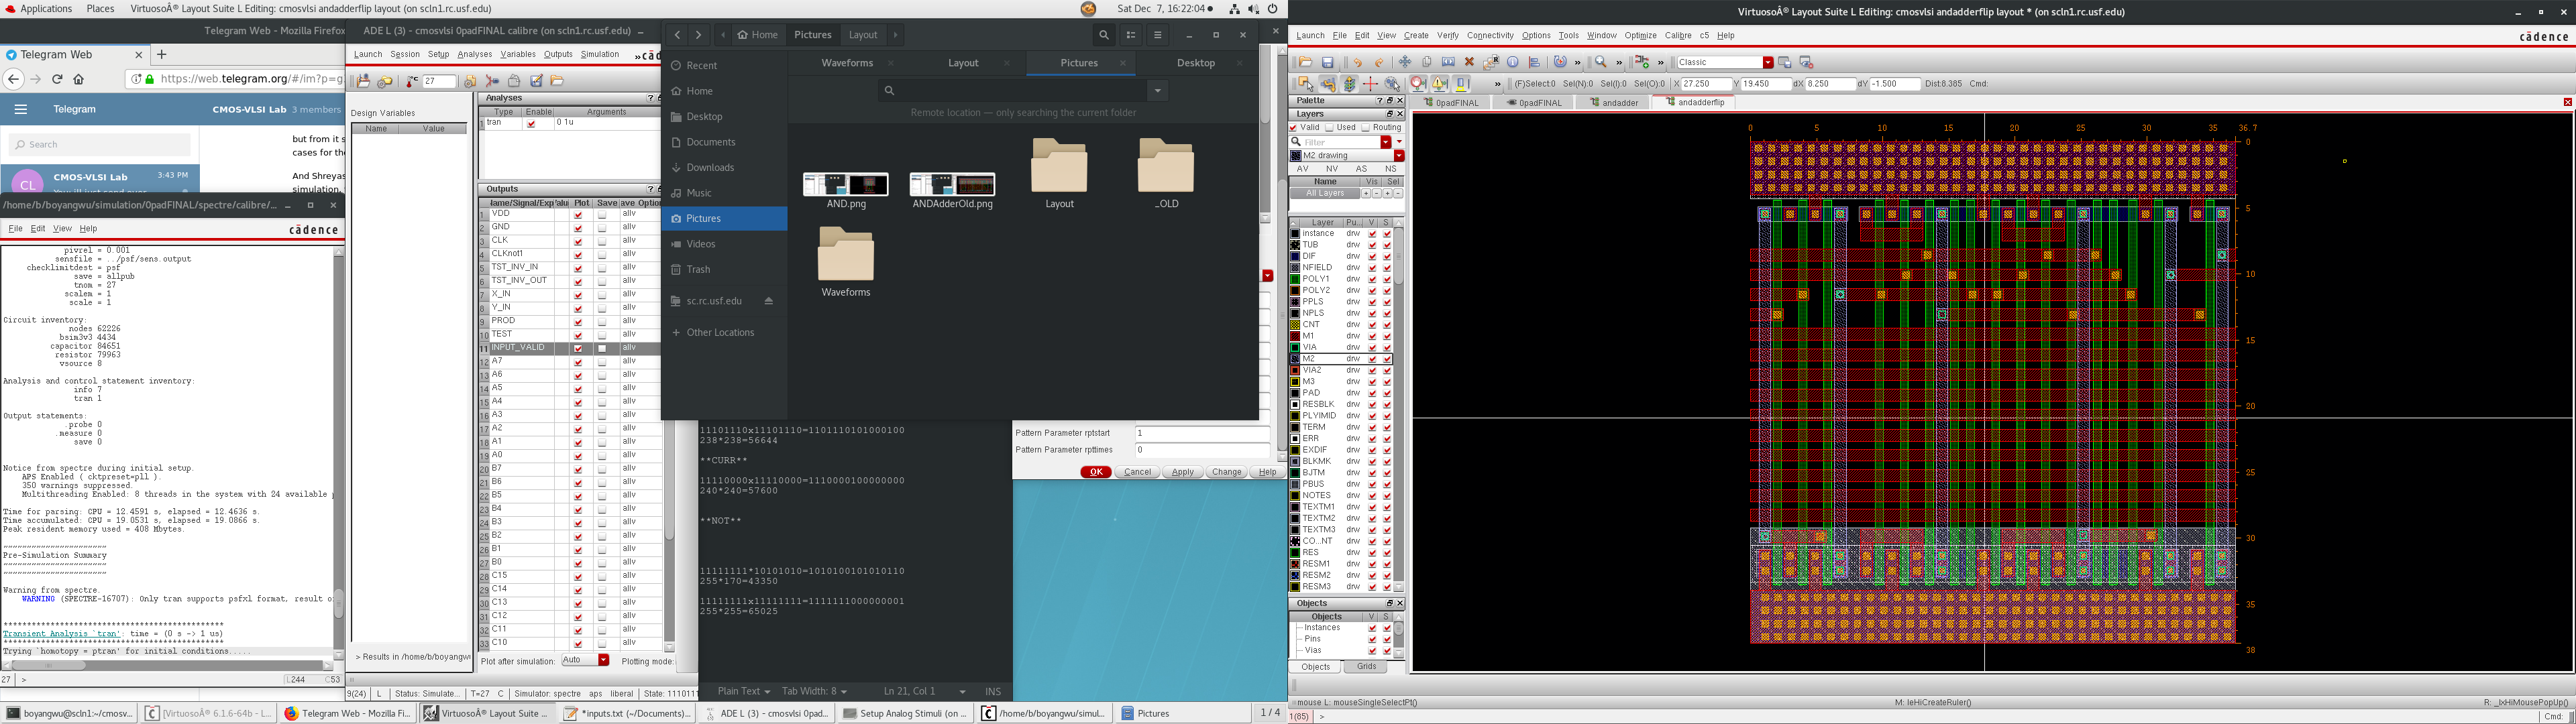 Applications Places VirtuosoÂ® Layout Suite L Editing: cmosvlsi andadderflip layout (on scln1.rc.usf.edu)
Sat Dec 7, 16:22:04
Telegram Web - Mozilla Firefox
Telegram Web
https://web.telegram.org/#/im?p=g
Telegram
CMOS-VLSI Lab 3 members
Search
CL
CMOS-VLSI Lab 3:43 PM
but from it s
cases for the
And Shreyas
simulation,
/home/b/boyangwu/simulation/0padFINAL/spectre/calibre/...
File Edit View Help cādence
pivrel = 0.001
sensfile = ../psf/sens.output
checklimitdest = psf
save = allpub
tnom = 27
scalem = 1
scale = 1
Circuit inventory:
nodes 62226
bsim3v3 4434
capacitor 84651
resistor 79963
vsource 8
Analysis and control statement inventory:
info 7
tran 1
Output statements:
.probe 0
.measure 0
save 0
Notice from spectre during initial setup.
APS Enabled ( ckptpreset=pll ).
350 warnings suppressed.
Multithreading Enabled: 8 threads in the system with 24 available p
Time for parsing: CPU = 12.4591 s, elapsed = 12.4636 s.
Time accumulated: CPU = 19.0531 s, elapsed = 19.0866 s.
Peak resident memory used = 408 Mbytes.
Pre-Simulation Summary
Warning from spectre.
WARNING (SPECTRE-16707): Only tran supports psfxl format, result o
Transient Analysis `tran': time = (0 s -> 1 us)
Trying `homotopy = ptran' for initial conditions.....
27 > L244 C53
ADE L (3) - cmosvlsi 0padFINAL calibre (on scln1.rc.usf.edu)
Launch Session Setup Analyses Variables Outputs Simulation »
27
Design Variables
Name Value
> Results in /home/b/boyangw
Analyses
Type Enable Arguments
1 tran 0 1u
Outputs
Plot Save
1 VDD allv
2 GND allv
3 CLK allv
4 CLKnot1 allv
5 TST_INV_IN allv
6 TST_INV_OUT allv
7 X_IN allv
8 Y_IN allv
9 PROD allv
10 TEST allv
11 INPUT_VALID allv
12 A7 allv
13 A6 allv
14 A5 allv
15 A4 allv
16 A3 allv
17 A2 allv
18 A1 allv
19 A0 allv
20 B7 allv
21 B6 allv
22 B5 allv
23 B4 allv
24 B3 allv
25 B2 allv
26 B1 allv
27 B0 allv
28 C15 allv
29 C14 allv
30 C13 allv
31 C12 allv
32 C11 allv
33 C10 allv
Plot after simulation: Auto Plotting mode:
9(24) L Status: Simulate... T=27 C Simulator: spectre aps liberal State: 1110111
Home Pictures Layout
Recent
Home
Desktop
Documents
Downloads
Music
Pictures
Videos
Trash
sc.rc.usf.edu
Other Locations
Waveforms Layout Pictures Desktop
Remote location — only searching the current folder
AND.png
ANDAdderOld.png
Layout
_OLD
Waveforms
11101110x11101110=1101110101000100
238*238=56644
**CURR**
11110000x11110000=1110000100000000
240*240=57600
**NOT**
11111111*10101010=1010100101010110
255*170=43350
11111111x11111111=1111111000000001
255*255=65025
Plain Text Tab Width: 8 Ln 21, Col 1 INS
Pattern Parameter rptstart 1
Pattern Parameter rpttimes 0
OK Cancel Apply Change Help
boyangwu@scln1:~/cmosv...
[VirtuosoÂ® 6.1.6-64b - L...
Telegram Web - Mozilla Fi...
VirtuosoÂ® Layout Suite ...
*inputs.txt (~/Documents)...
ADE L (3) - cmosvlsi 0pad...
Setup Analog Stimuli (on ...
/home/b/boyangwu/simul...
Pictures
1 / 4
VirtuosoÂ® Layout Suite L Editing: cmosvlsi andadderflip layout * (on scln1.rc.usf.edu)
Launch File Edit View Create Verify Connectivity Options Tools Window Optimize Calibre c5 Help cādence
Classic
(F)Select:0 Sel(N):0 Sel(I):0 Sel(O):0 X 27.250 Y 19.450 dX 8.250 dY -1.500 Dist:8.385 Cmd:
Palette
Layers
Valid Used Routing
Filter
M2 drawing
AV NV AS NS
Name Vis Sel
All Layers
Layer Pu.. V S
instance drw
TUB drw
DIF drw
NFIELD drw
POLY1 drw
POLY2 drw
PPLS drw
NPLS drw
CNT drw
M1 drw
VIA drw
M2 drw
VIA2 drw
M3 drw
PAD drw
RESBLK drw
PLYIMID drw
TERM drw
ERR drw
EXDIF drw
BLKMK drw
BJTM drw
PBUS drw
NOTES drw
TEXTM1 drw
TEXTM2 drw
TEXTM3 drw
CO...NT drw
RES drw
RESM1 drw
RESM2 drw
RESM3 drw
Objects
Objects V S
Instances
Pins
Vias
Objects Grids
0padFINAL 0padFINAL andadder andadderflip
0 5 10 15 20 25 30 35 36.7
0
5
10
15
20
25
30
35
38
mouse L: mouseSingleSelectPt() M: leHiCreateRuler() R: _lxHiMousePopUp()
1(85) > Cmd: